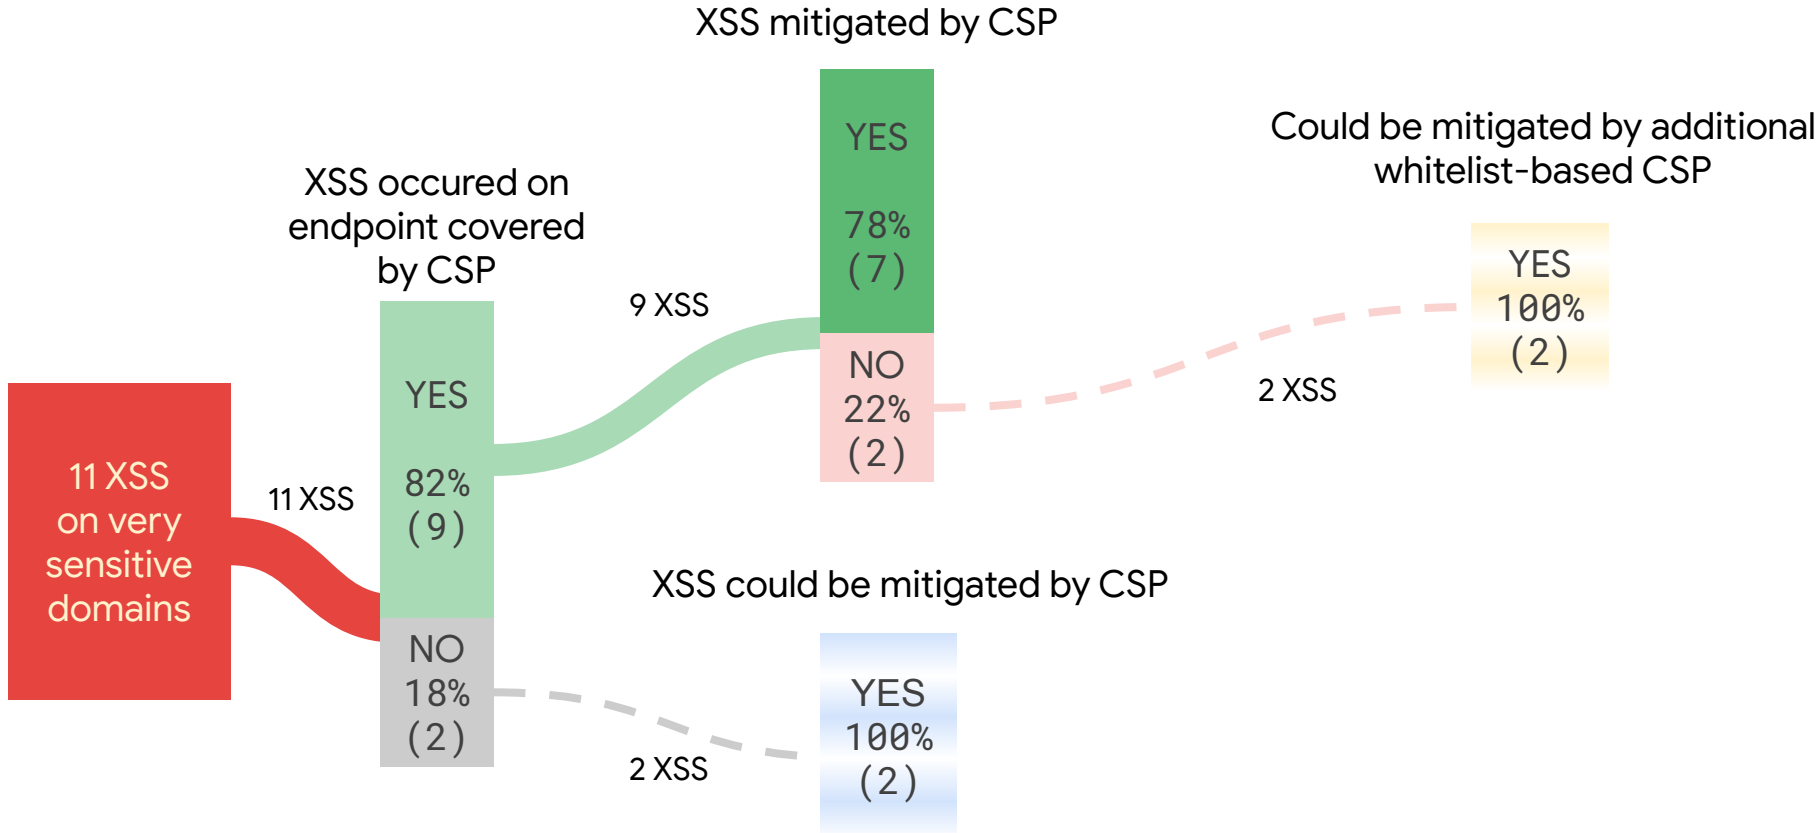 XSS mitigated by CSP
YES
78%
(7)
NO
22%
(2)
Could be mitigated by additional
whitelist-based CSP
YES
100%
(2)
2 XSS
XSS occured on
endpoint covered
by CSP
YES
82%
(9)
NO
18%
(2)
9 XSS
11 XSS
on very
sensitive
domains
11 XSS
XSS could be mitigated by CSP
YES
100%
(2)
2 XSS